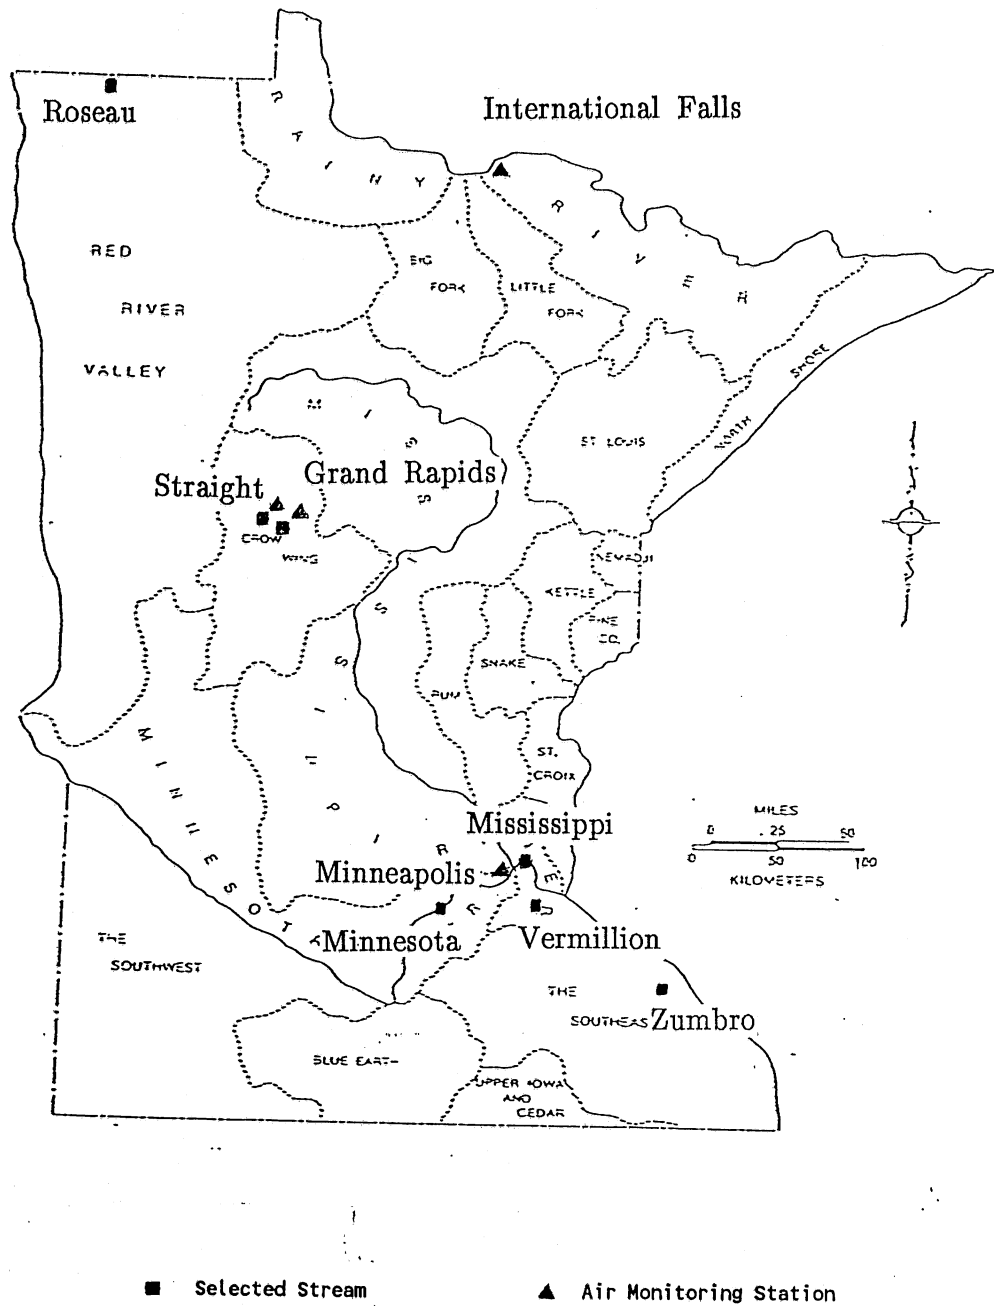 Roseau
International Falls
RAINY
RIVER
RED
RIVER
VALLEY
BIG
FORK
LITTLE
FORK
NORTH SHORE
ST LOUIS
MISSISSIPPI
RIVER
Grand Rapids
Straight
CROW
WING
NEMADJI
KETTLE
PINE
CO.
SNAKE
RUM
ST.
CROIX
MINNESOTA
MILES
0 25 50
0 50 100
KILOMETERS
Mississippi
Minneapolis
Minnesota
Vermillion
THE
SOUTHWEST
THE
SOUTHEAS
Zumbro
BLUE EARTH
UPPER IOWA
AND
CEDAR
Selected Stream
Air Monitoring Station